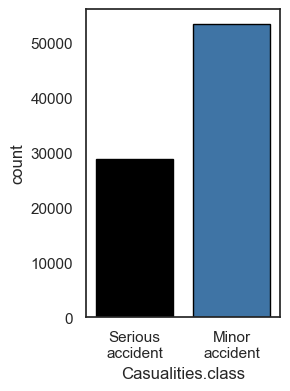 50000
40000
30000
20000
10000
0
count
Serious accident
Minor accident
Casualities.class